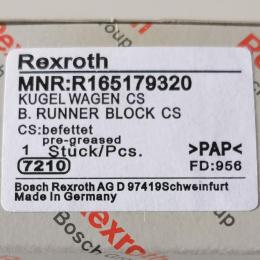 Rexroth
MNR:R165179320
KUGELWAGEN CS
B. RUNNER BLOCK CS
CS:befettet
pre-greased
1 Stück/Pcs. >PAP<
7210 FD:956
Bosch Rexroth AG D 97419Schweinfurt
Made in Germany